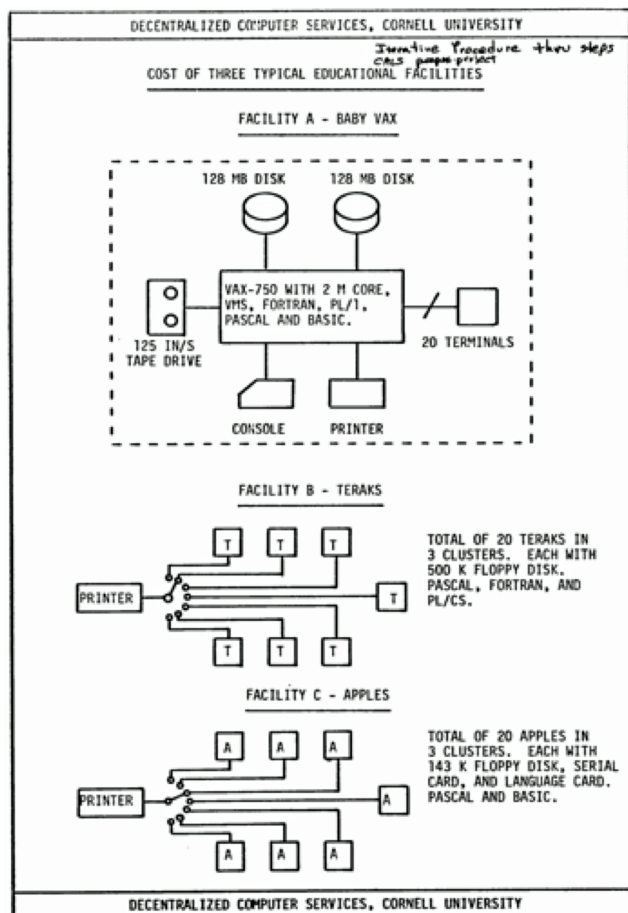 DECENTRALIZED COMPUTER SERVICES, CORNELL UNIVERSITY
Iterative Procedure thru steps
CALS project
COST OF THREE TYPICAL EDUCATIONAL FACILITIES
FACILITY A - BABY VAX
128 MB DISK 128 MB DISK
VAX-750 WITH 2 M CORE,
VMS, FORTRAN, PL/1,
PASCAL AND BASIC.
125 IN/S
TAPE DRIVE
20 TERMINALS
CONSOLE PRINTER
FACILITY B - TERAKS
T T T
PRINTER
T
T T T
TOTAL OF 20 TERAKS IN
3 CLUSTERS. EACH WITH
500 K FLOPPY DISK.
PASCAL, FORTRAN, AND
PL/CS.
FACILITY C - APPLES
A A A
PRINTER
A
A A A
TOTAL OF 20 APPLES IN
3 CLUSTERS. EACH WITH
143 K FLOPPY DISK, SERIAL
CARD, AND LANGUAGE CARD.
PASCAL AND BASIC.
DECENTRALIZED COMPUTER SERVICES, CORNELL UNIVERSITY